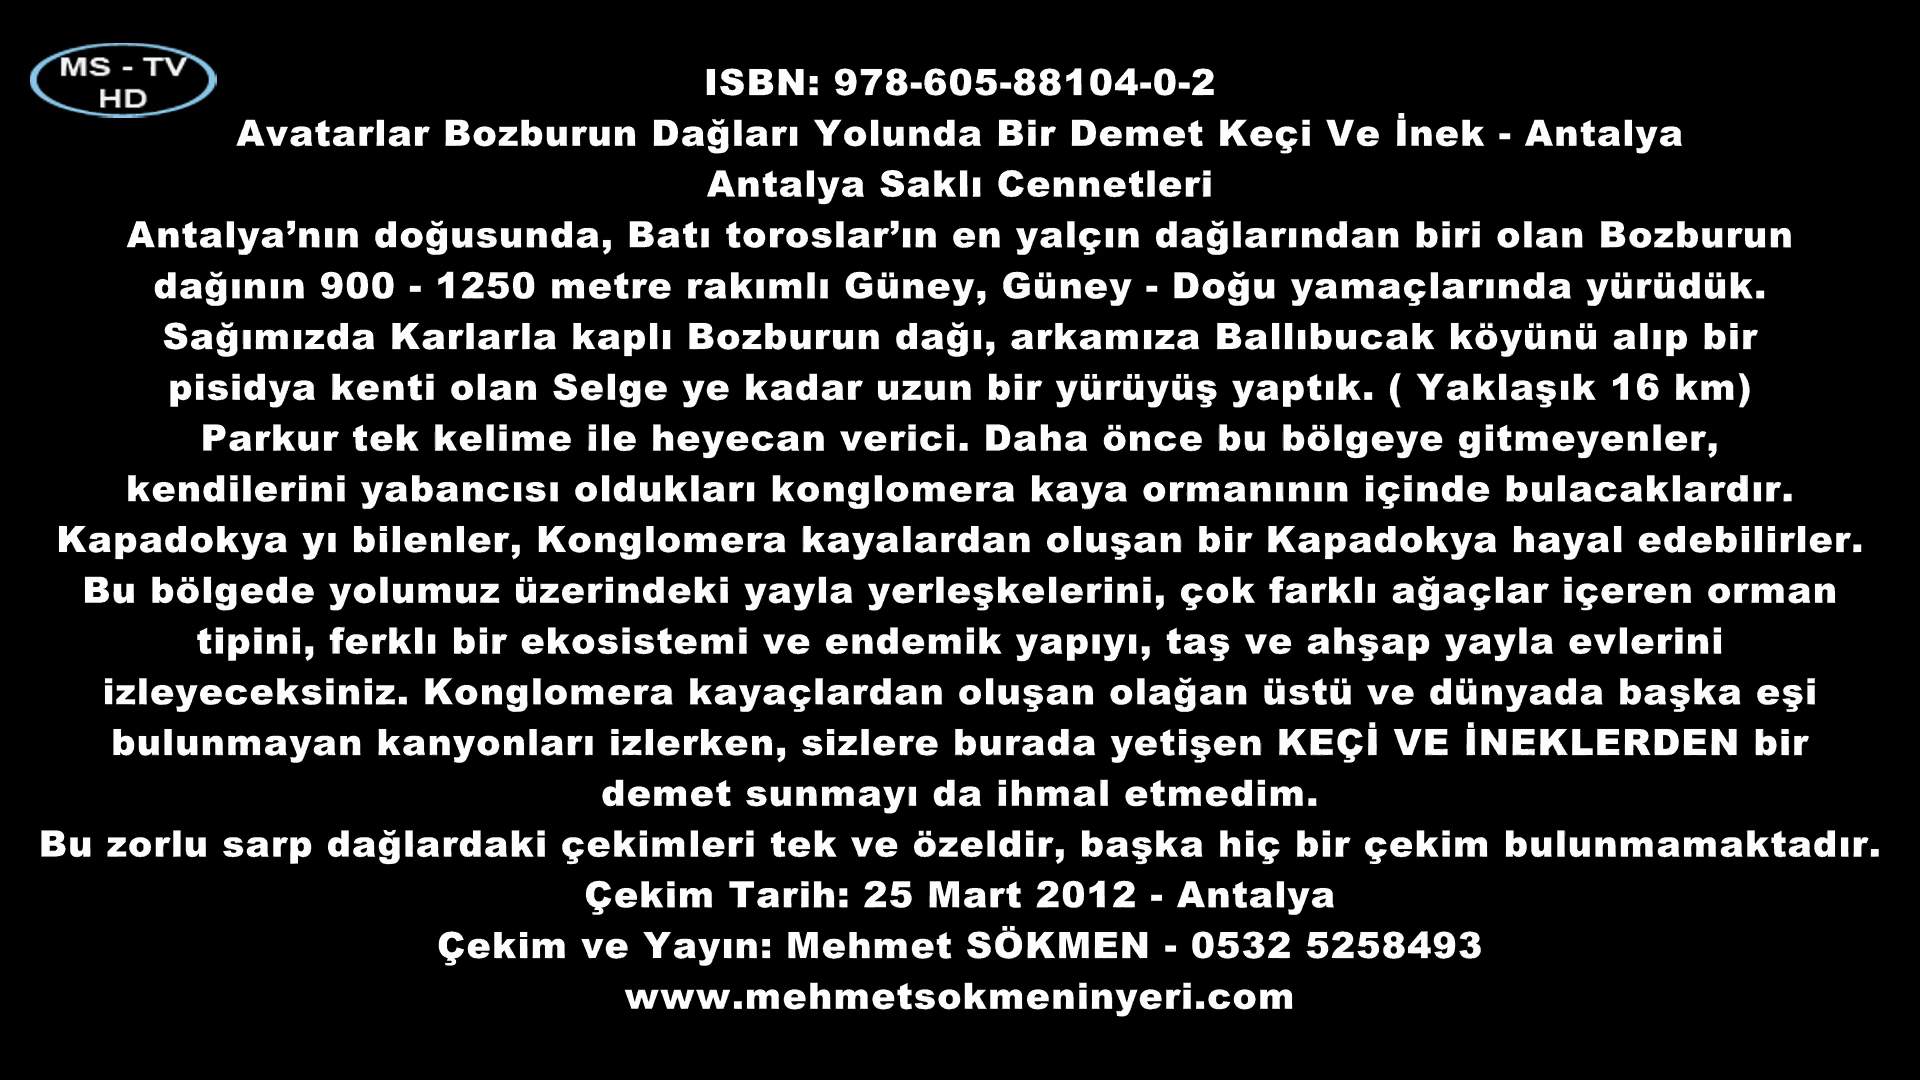 MS - TV
HD
ISBN: 978-605-88104-0-2
Avatarlar Bozburun Dağları Yolunda Bir Demet Keçi Ve İnek - Antalya
Antalya Saklı Cennetleri
Antalya’nın doğusunda, Batı toroslar’ın en yalçın dağlarından biri olan Bozburun
dağının 900 - 1250 metre rakımlı Güney, Güney - Doğu yamaçlarında yürüdük.
Sağımızda Karlarla kaplı Bozburun dağı, arkamıza Ballıbucak köyünü alıp bir
pisidya kenti olan Selge ye kadar uzun bir yürüyüş yaptık. ( Yaklaşık 16 km)
Parkur tek kelime ile heyecan verici. Daha önce bu bölgeye gitmeyenler,
kendilerini yabancısı oldukları konglomera kaya ormanının içinde bulacaklardır.
Kapadokya yı bilenler, Konglomera kayalardan oluşan bir Kapadokya hayal edebilirler.
Bu bölgede yolumuz üzerindeki yayla yerleşkelerini, çok farklı ağaçlar içeren orman
tipini, ferklı bir ekosistemi ve endemik yapıyı, taş ve ahşap yayla evlerini
izleyeceksiniz. Konglomera kayaçlardan oluşan olağan üstü ve dünyada başka eşi
bulunmayan kanyonları izlerken, sizlere burada yetişen KEÇİ VE İNEKLERDEN bir
demet sunmayı da ihmal etmedim.
Bu zorlu sarp dağlardaki çekimleri tek ve özeldir, başka hiç bir çekim bulunmamaktadır.
Çekim Tarih: 25 Mart 2012 - Antalya
Çekim ve Yayın: Mehmet SÖKMEN - 0532 5258493
www.mehmetsokmeninyeri.com